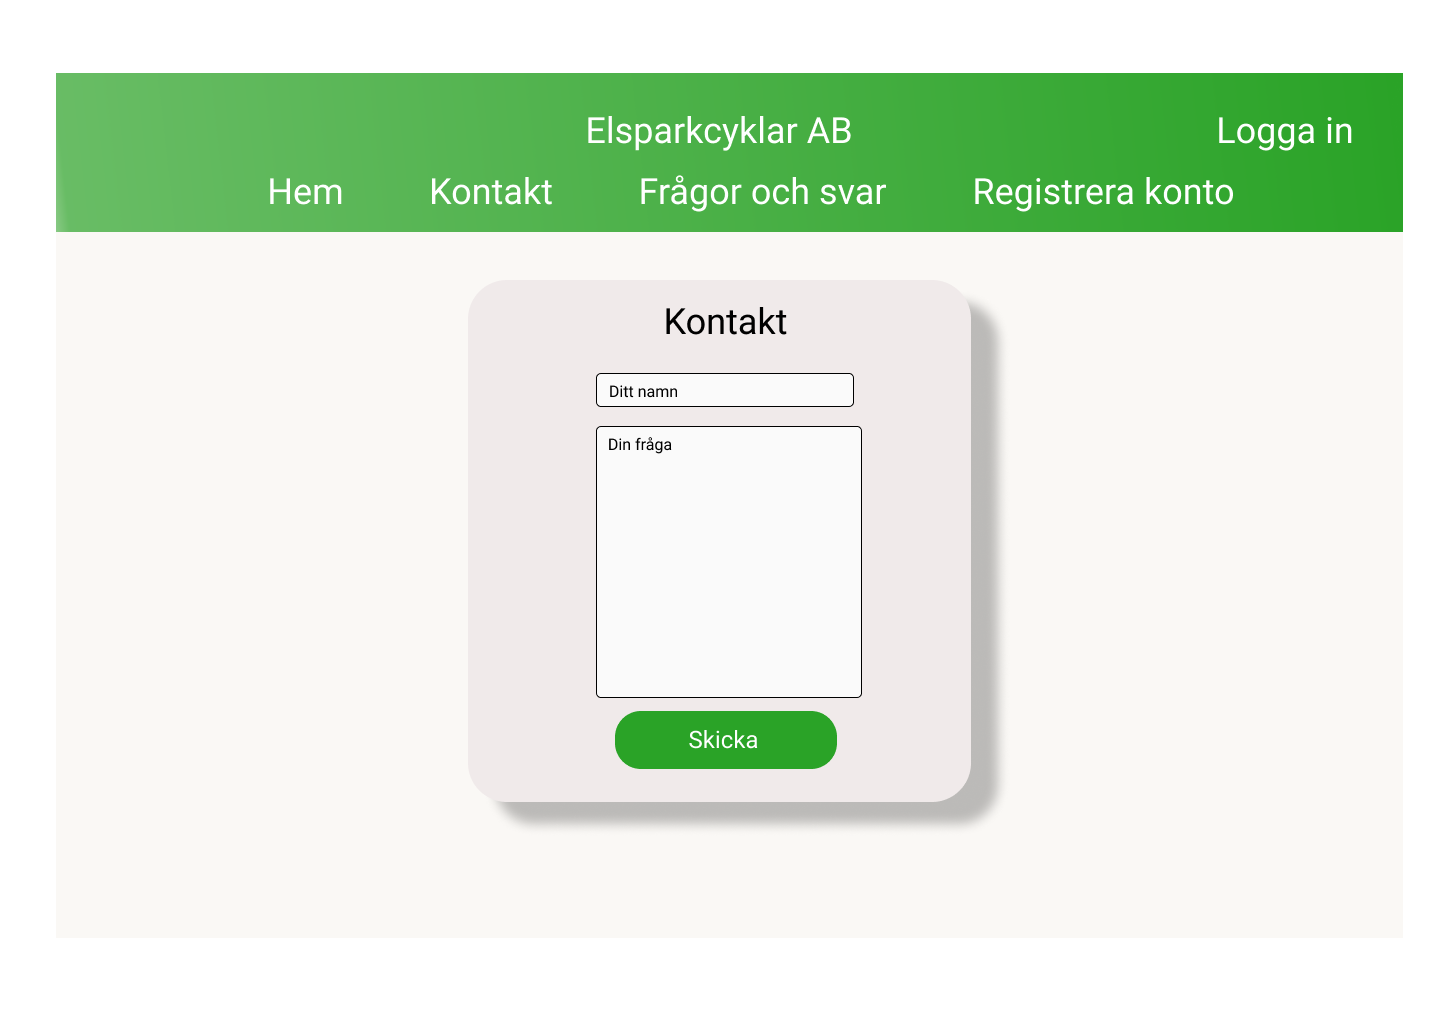 Elsparkcyklar AB Logga in
Hem Kontakt Frågor och svar Registrera konto
Kontakt
Ditt namn
Din fråga
Skicka